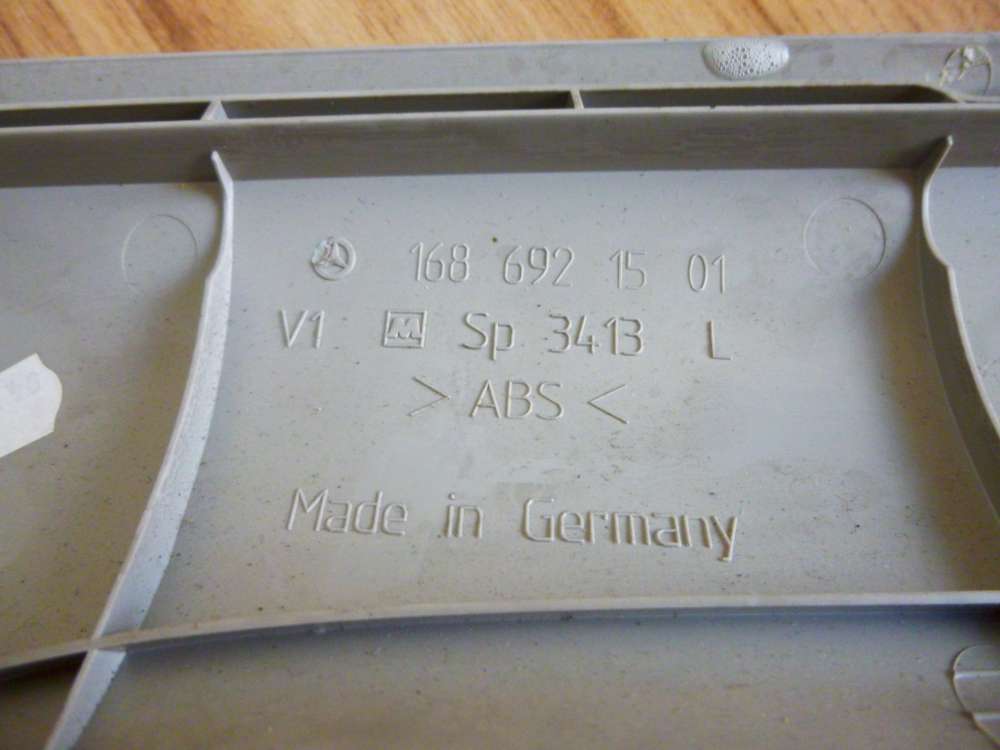 168 692 15 01
V1 M Sp 3413 L
> ABS <
Made in Germany